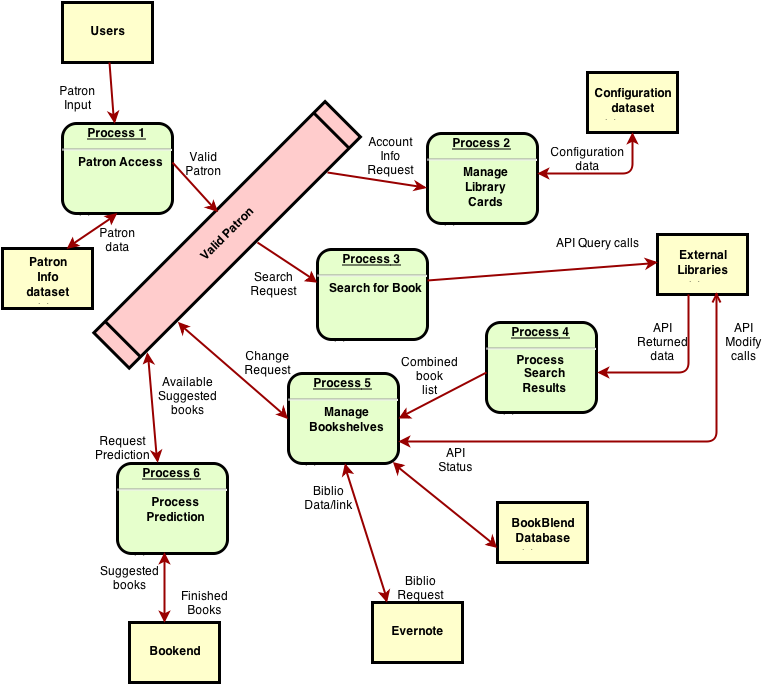 Users
Patron
Input
Process 1
Patron Access
Valid
Patron
Patron
data
Patron
Info
dataset
Valid Patron
Account
Info
Request
Process 2
Manage
Library
Cards
Configuration
dataset
Configuration
data
Search
Request
Process 3
Search for Book
API Query calls
External
Libraries
Process 4
Process
Search
Results
API
Returned
data
API
Modify
calls
Combined
book
list
Change
Request
Process 5
Manage
Bookshelves
API
Status
Available
Suggested
books
Request
Prediction
Process 6
Process
Prediction
Biblio
Data/link
BookBlend
Database
Suggested
books
Finished
Books
Bookend
Biblio
Request
Evernote